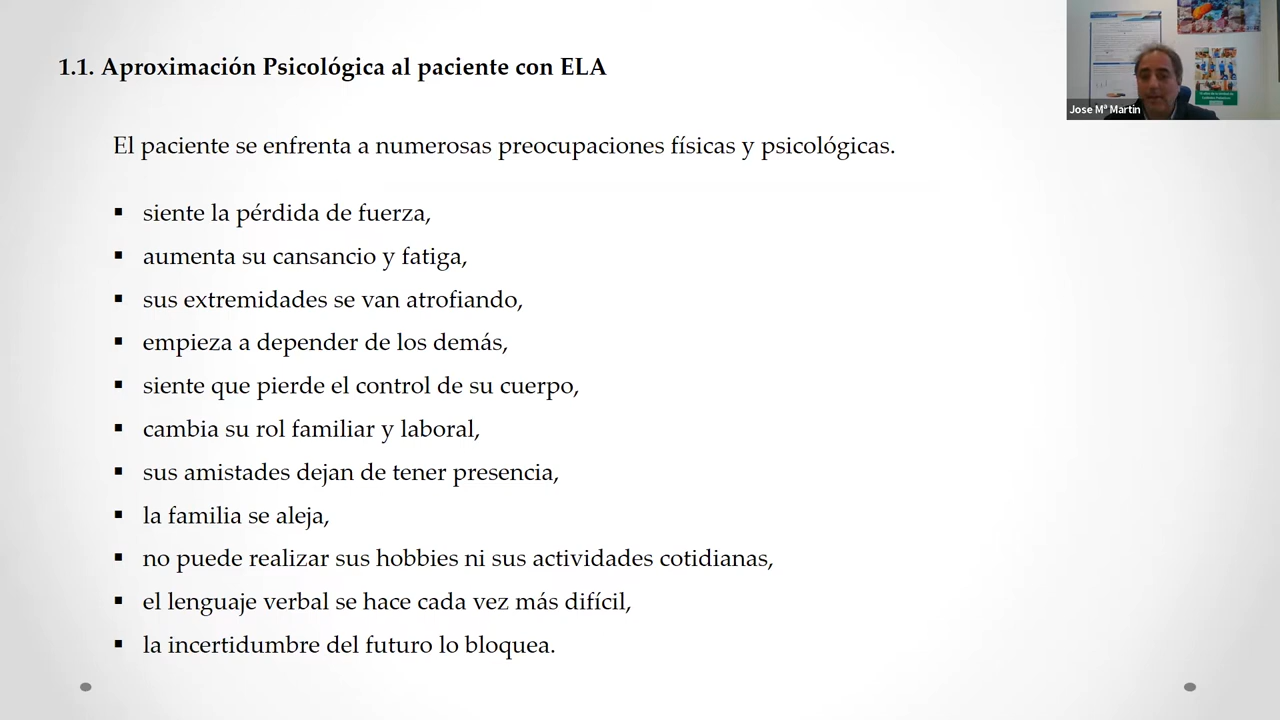 1.1. Aproximación Psicológica al paciente con ELA
Jose Mª Martín
El paciente se enfrenta a numerosas preocupaciones físicas y psicológicas.
▪ siente la pérdida de fuerza,
▪ aumenta su cansancio y fatiga,
▪ sus extremidades se van atrofiando,
▪ empieza a depender de los demás,
▪ siente que pierde el control de su cuerpo,
▪ cambia su rol familiar y laboral,
▪ sus amistades dejan de tener presencia,
▪ la familia se aleja,
▪ no puede realizar sus hobbies ni sus actividades cotidianas,
▪ el lenguaje verbal se hace cada vez más difícil,
▪ la incertidumbre del futuro lo bloquea.